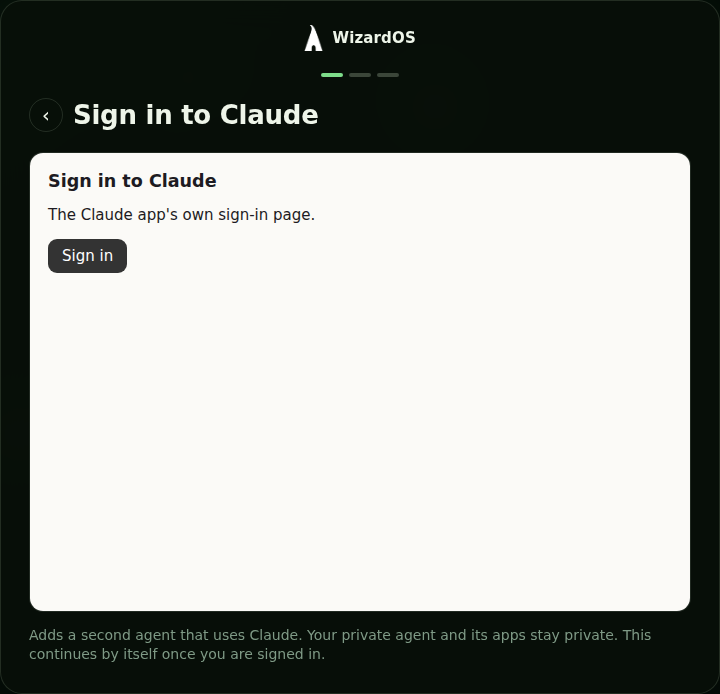 WizardOS
‹ Sign in to Claude
Sign in to Claude
The Claude app's own sign-in page.
Sign in
Adds a second agent that uses Claude. Your private agent and its apps stay private. This
continues by itself once you are signed in.